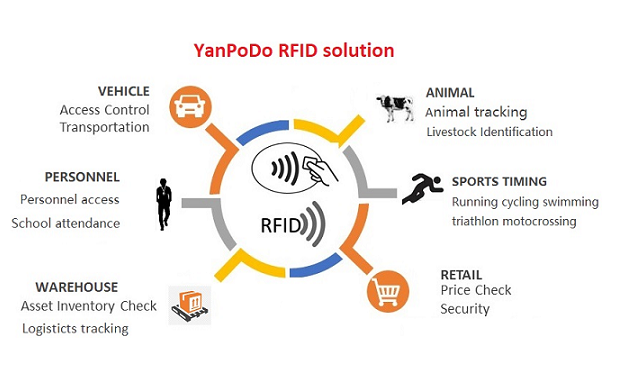 YanPoDo RFID solution
VEHICLE
Access Control
Transportation
PERSONNEL
Personnel access
School attendance
WAREHOUSE
Asset Inventory Check
Logisticts tracking
RFID
ANIMAL
Animal tracking
Livestock Identification
SPORTS TIMING
Running cycling swimming
triathlon motocrossing
RETAIL
Price Check
Security